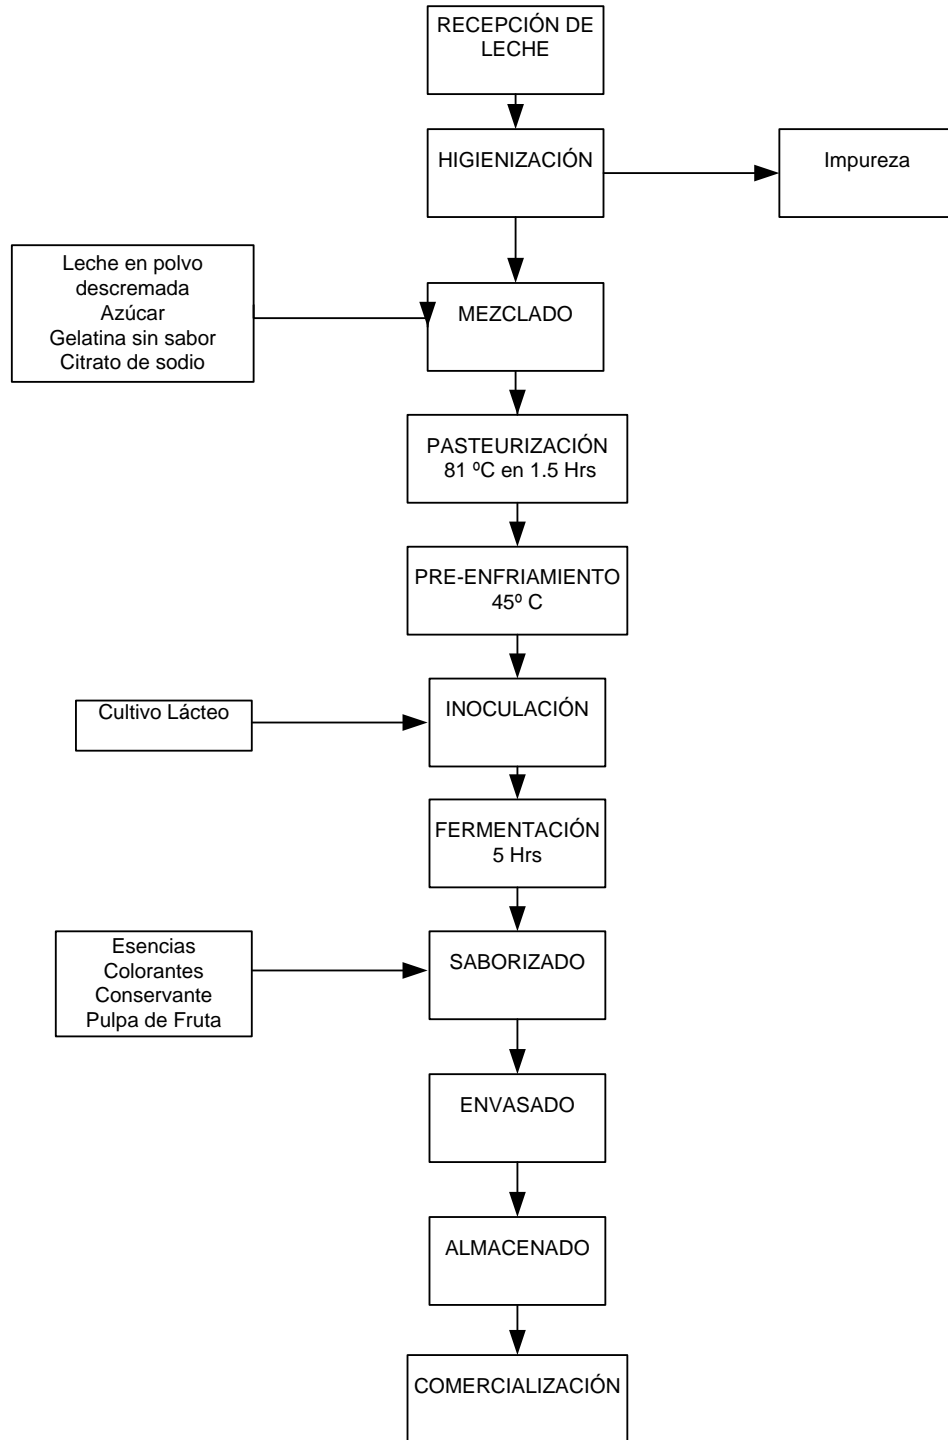 RECEPCIÓN DE
LECHE
HIGIENIZACIÓN
Impureza
Leche en polvo
descremada
Azúcar
Gelatina sin sabor
Citrato de sodio
MEZCLADO
PASTEURIZACIÓN
81 ºC en 1.5 Hrs
PRE-ENFRIAMIENTO
45º C
Cultivo Lácteo
INOCULACIÓN
FERMENTACIÓN
5 Hrs
Esencias
Colorantes
Conservante
Pulpa de Fruta
SABORIZADO
ENVASADO
ALMACENADO
COMERCIALIZACIÓN